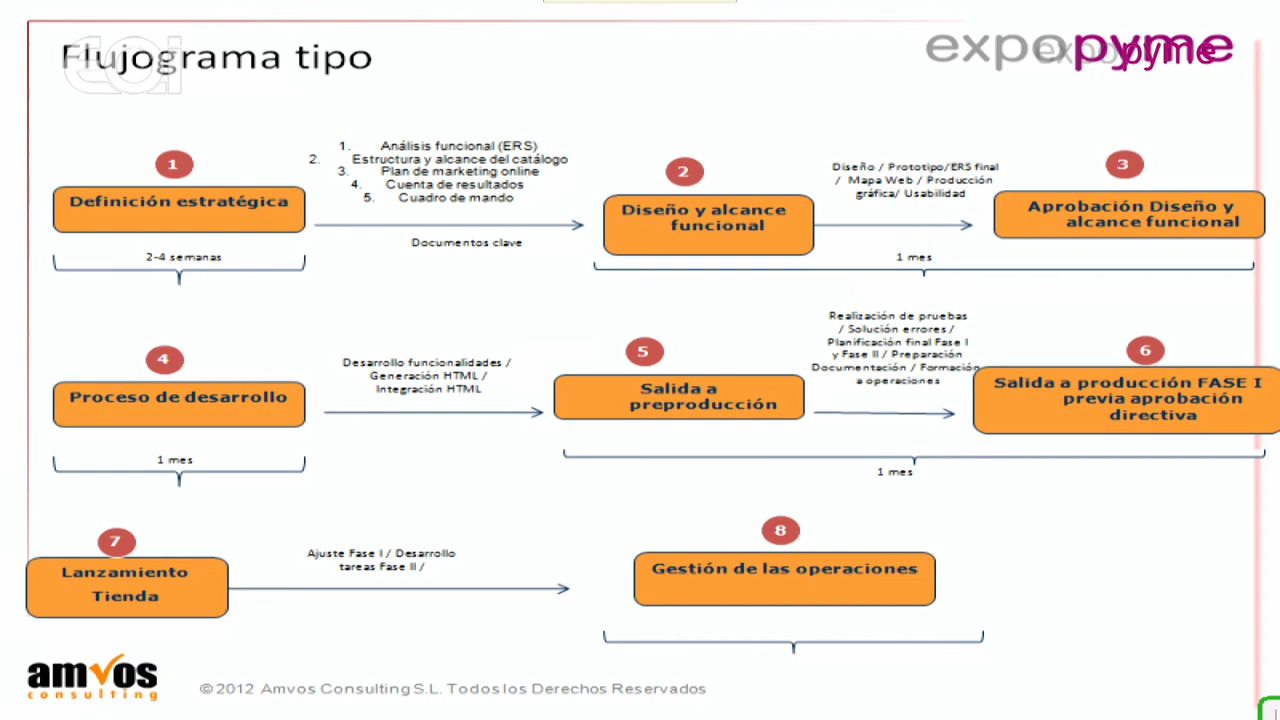 Flujograma tipo
eoi
expopyme
expopyme
1
1. Análisis funcional (ERS)
2. Estructura y alcance del catálogo
3. Plan de marketing online
4. Cuenta de resultados
5. Cuadro de mando
Definición estratégica
Documentos clave
2-4 semanas
2
Diseño y alcance
funcional
Diseño / Prototipo/ERS final
/ Mapa Web / Producción
gráfica/ Usabilidad
3
Aprobación Diseño y
alcance funcional
1 mes
4
Proceso de desarrollo
1 mes
Desarrollo funcionalidades /
Generación HTML /
Integración HTML
5
Salida a
preproducción
Realización de pruebas
/ Solución errores /
Planificación final Fase I
y Fase II / Preparación
Documentación / Formación
a operaciones
6
Salida a producción FASE I
previa aprobación
directiva
1 mes
7
Lanzamiento
Tienda
Ajuste Fase I / Desarrollo
tareas Fase II /
8
Gestión de las operaciones
amvos
consulting
© 2012 Amvos Consulting S.L. Todos los Derechos Reservados